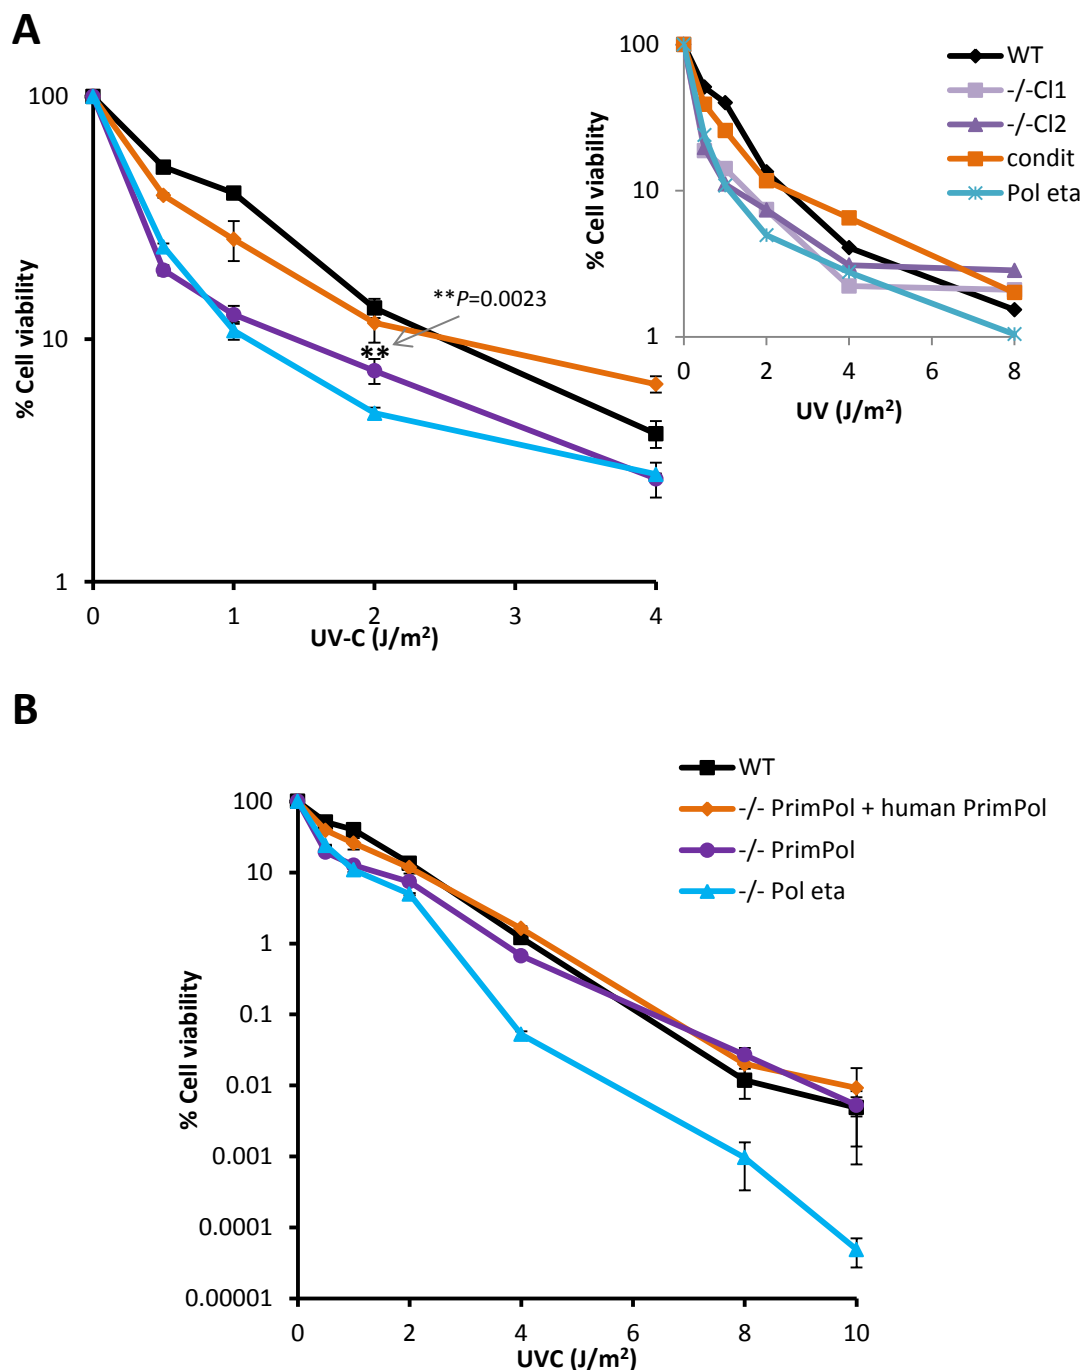 A
% Cell viability
100
10
1
0 1 2 3 4
UV-C (J/m²)
**P=0.0023
**
% Cell viability
100
10
1
0 2 4 6 8
UV (J/m²)
WT
-/-Cl1
-/-Cl2
condit
Pol eta
B
% Cell viability
100
10
1
0.1
0.01
0.001
0.0001
0.00001
0 2 4 6 8 10
UVC (J/m²)
WT
-/- PrimPol + human PrimPol
-/- PrimPol
-/- Pol eta